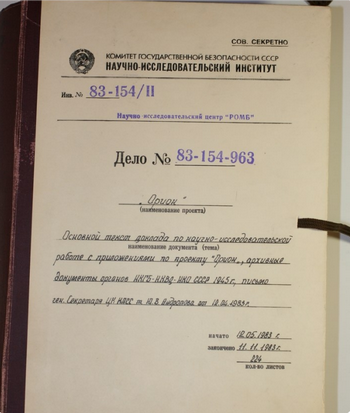 СОВ. СЕКРЕТНО
КОМИТЕТ ГОСУДАРСТВЕННОЙ БЕЗОПАСНОСТИ СССР
НАУЧНО-ИССЛЕДОВАТЕЛЬСКИЙ ИНСТИТУТ
Инв. № 83-154/II
Научно исследовательский центр "РОМБ"
Дело № 83-154-963
„Орион"
(наименование проекта)
Основной текст доклада по научно-исследовательской
наименование документа (тема)
работе с приложениями по проекту "Орион", архивные
документы органов НКГБ-НКВД-НКО СССР 1945 г., письмо
ген. Секретаря ЦК КПСС т. Ю.В. Андропова от 18.04.1983 г.
начато 12.05.1983 г.
закончено 11.11.1983 г.
224
кол-во листов